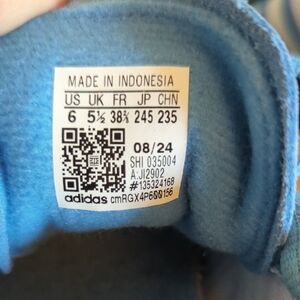 MADE IN INDONESIA
US UK FR JP CHN
6 5½ 38⅔ 245 235
08/24
SHI 035004
A:JI2902
#135324168
adidas cmRGX4P600156